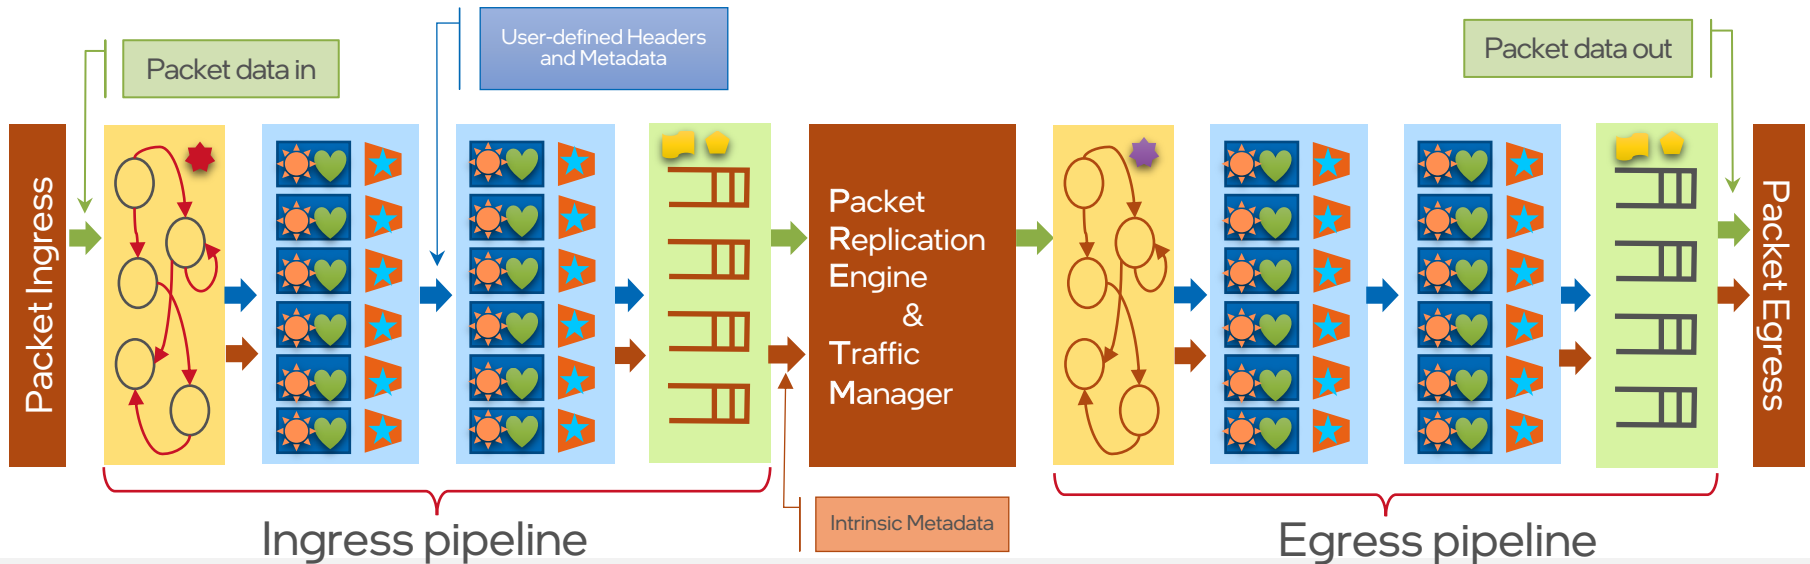 Packet data in
User-defined Headers
and Metadata
Packet data out
Packet Ingress
Packet
Replication
Engine
&
Traffic
Manager
Packet Egress
Intrinsic Metadata
Ingress pipeline
Egress pipeline